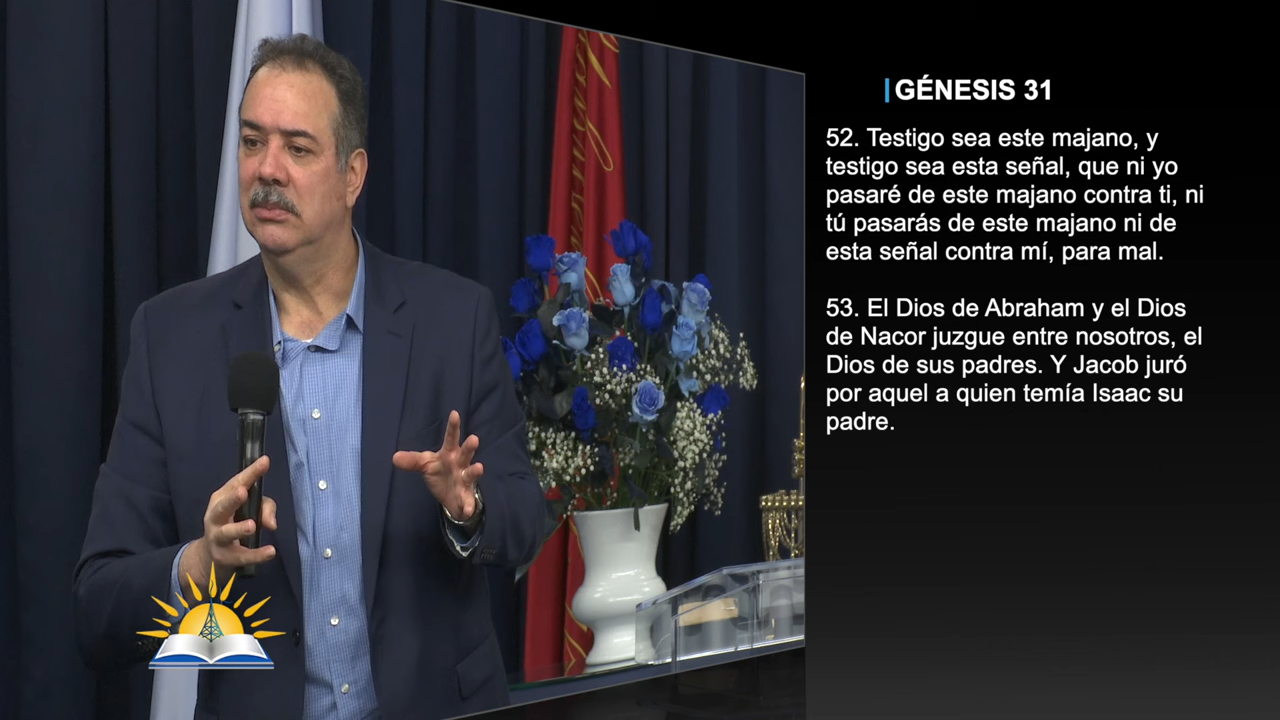 GÉNESIS 31
52. Testigo sea este majano, y
testigo sea esta señal, que ni yo
pasaré de este majano contra ti, ni
tú pasarás de este majano ni de
esta señal contra mí, para mal.
53. El Dios de Abraham y el Dios
de Nacor juzgue entre nosotros, el
Dios de sus padres. Y Jacob juró
por aquel a quien temía Isaac su
padre.